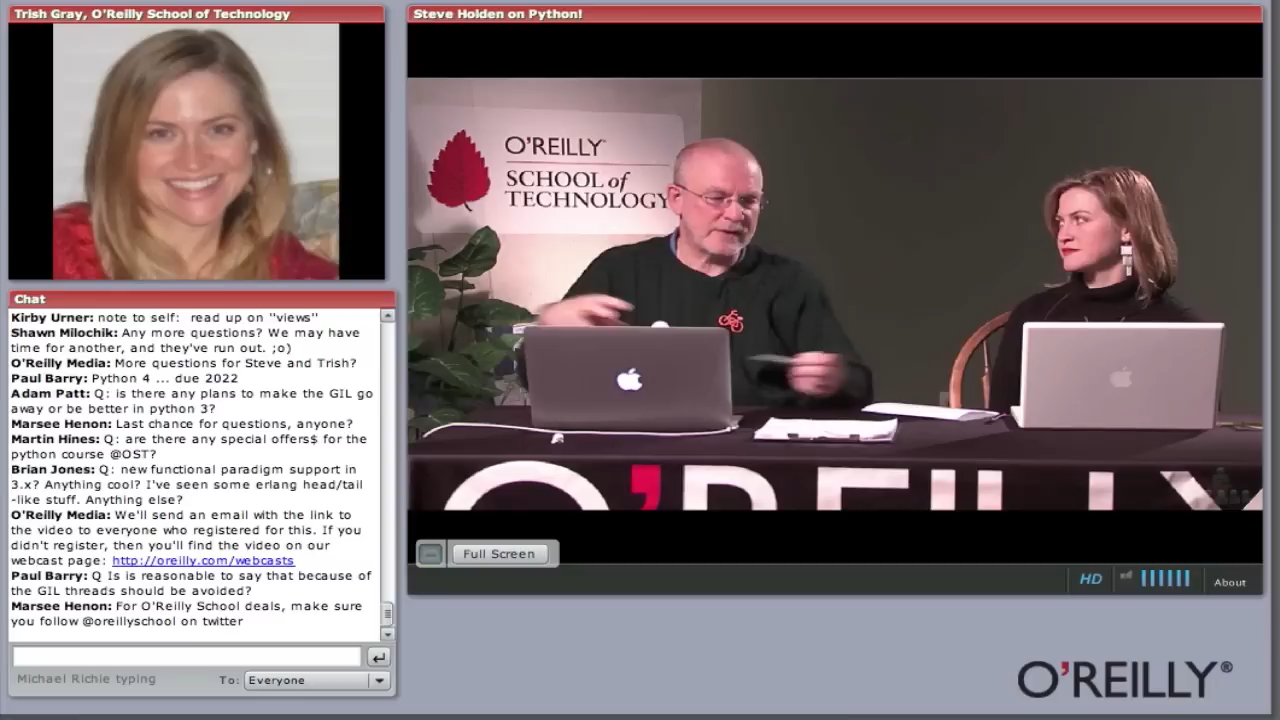 Trish Gray, O'Reilly School of Technology
Steve Holden on Python!
O'REILLY
SCHOOL of
TECHNOLOGY
O'REILLY
Full Screen
HD
About
Chat
Kirby Urner: note to self:  read up on "views"
Shawn Milochik: Any more questions? We may have
time for another, and they've run out. ;o)
O'Reilly Media: More questions for Steve and Trish?
Paul Barry: Python 4 ... due 2022
Adam Patt: Q: is there any plans to make the GIL go
away or be better in python 3?
Marsee Henon: Last chance for questions, anyone?
Martin Hines: Q: are there any special offers$ for the
python course @OST?
Brian Jones: Q: new functional paradigm support in
3.x? Anything cool? I've seen some erlang head/tail
-like stuff. Anything else?
O'Reilly Media: We'll send an email with the link to
the video to everyone who registered for this. If you
didn't register, then you'll find the video on our
webcast page: http://oreilly.com/webcasts
Paul Barry: Q Is is reasonable to say that because of
the GIL threads should be avoided?
Marsee Henon: For O'Reilly School deals, make sure
you follow @oreillyschool on twitter
Michael Richie typing
To: Everyone
O'REILLY®